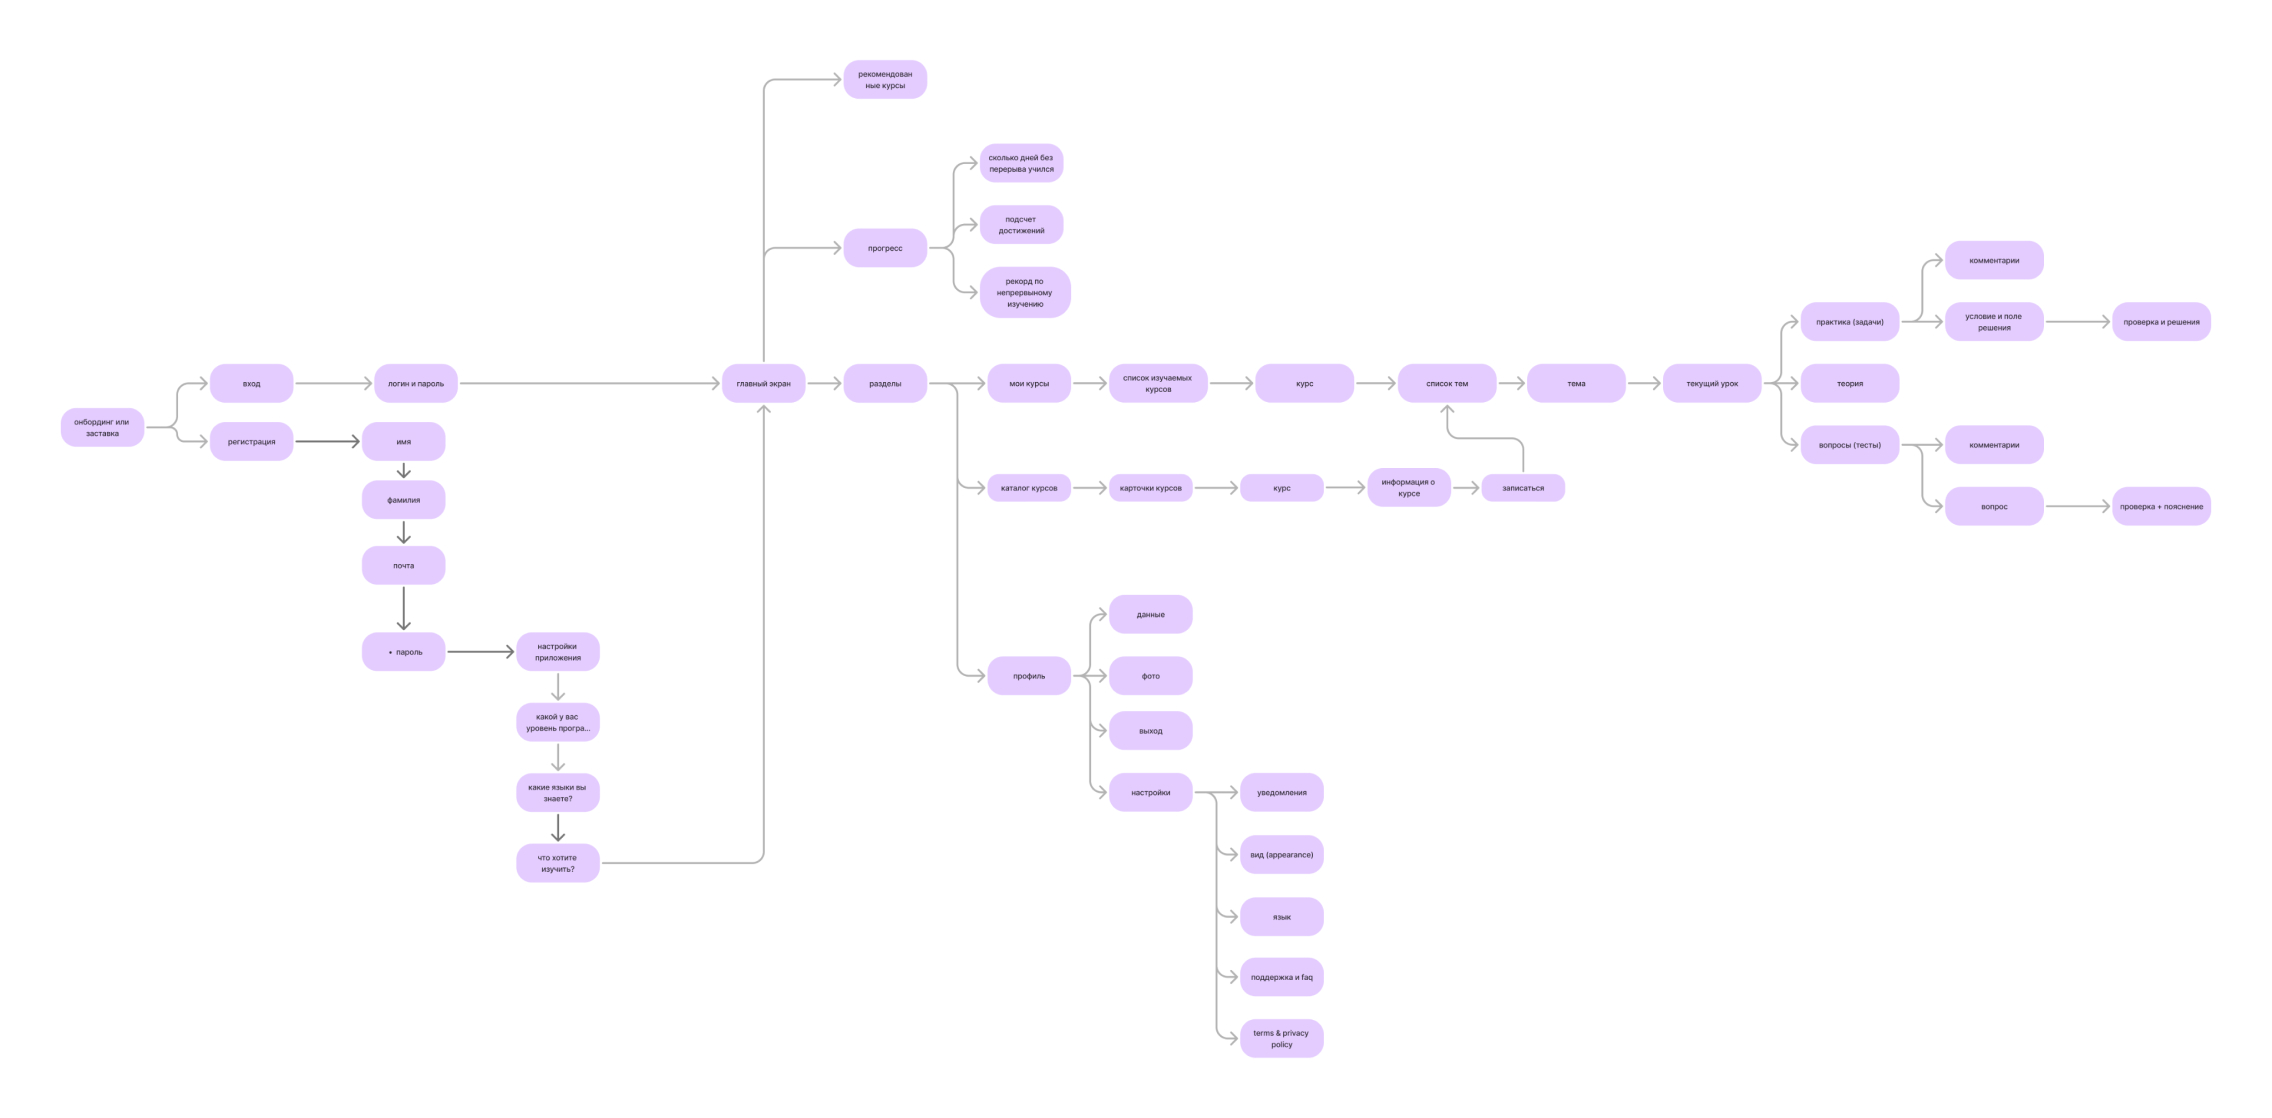 рекомендован
ные курсы
сколько дней без
перерыва учился
подсчет
достижений
прогресс
рекорд по
непрервыному
изучению
комментарии
практика (задачи)
условие и поле
решения
проверка и решения
вход
логин и пароль
главный экран
разделы
мои курсы
список изучаемых
курсов
курс
список тем
тема
текущий урок
теория
онбординг или
заставка
регистрация
имя
вопросы (тесты)
комментарии
фамилия
каталог курсов
карточки курсов
курс
информация о
курсе
записаться
вопрос
проверка + пояснение
почта
данные
• пароль
настройки
приложения
профиль
фото
какой у вас
уровень програ...
выход
какие языки вы
знаете?
настройки
уведомления
что хотите
изучить?
вид (appearance)
язык
поддержка и faq
terms & privacy
policy